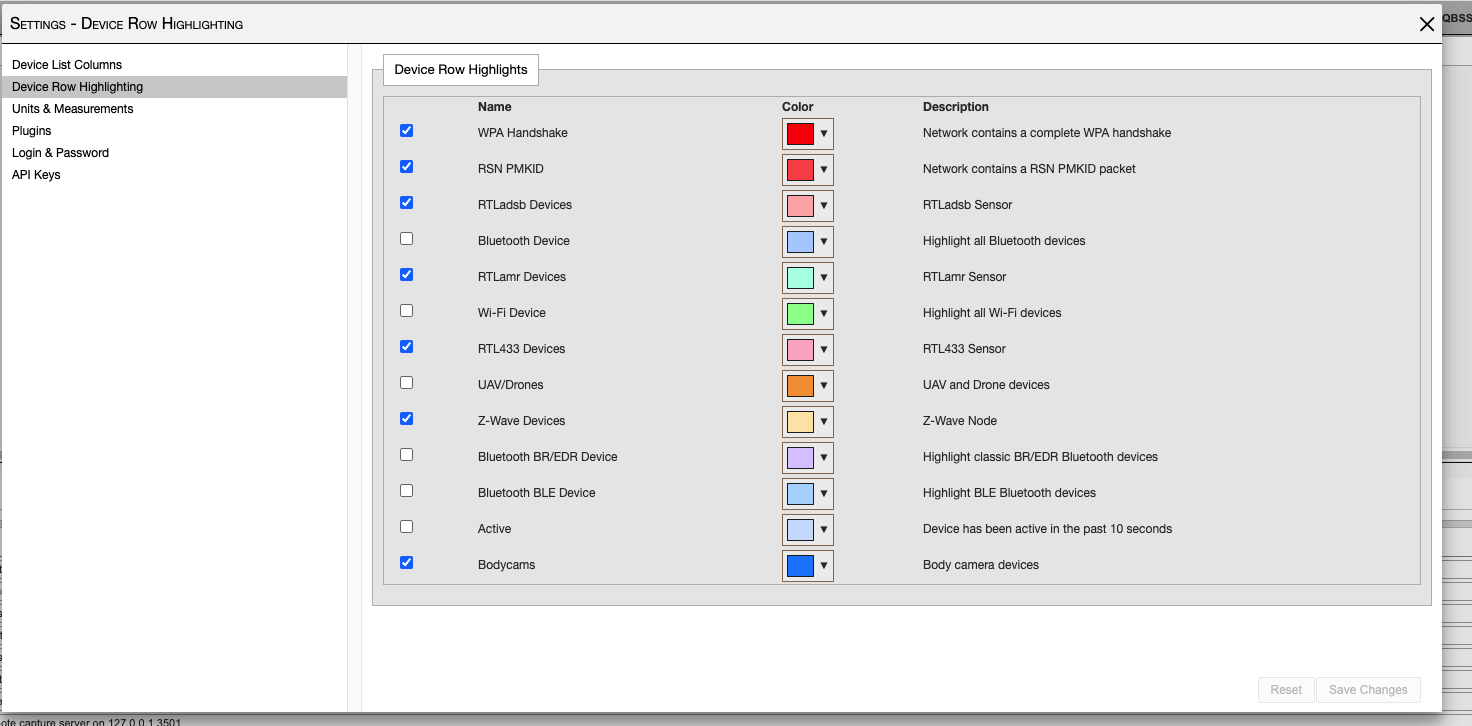 SETTINGS - DEVICE ROW HIGHLIGHTING
QBSS
Device List Columns
Device Row Highlighting
Units & Measurements
Plugins
Login & Password
API Keys
Device Row Highlights
Name Color Description
WPA Handshake ▼ Network contains a complete WPA handshake
RSN PMKID ▼ Network contains a RSN PMKID packet
RTLadsb Devices ▼ RTLadsb Sensor
Bluetooth Device ▼ Highlight all Bluetooth devices
RTLamr Devices ▼ RTLamr Sensor
Wi-Fi Device ▼ Highlight all Wi-Fi devices
RTL433 Devices ▼ RTL433 Sensor
UAV/Drones ▼ UAV and Drone devices
Z-Wave Devices ▼ Z-Wave Node
Bluetooth BR/EDR Device ▼ Highlight classic BR/EDR Bluetooth devices
Bluetooth BLE Device ▼ Highlight BLE Bluetooth devices
Active ▼ Device has been active in the past 10 seconds
Bodycams ▼ Body camera devices
Reset Save Changes
ote capture server on 127.0.0.1 3501